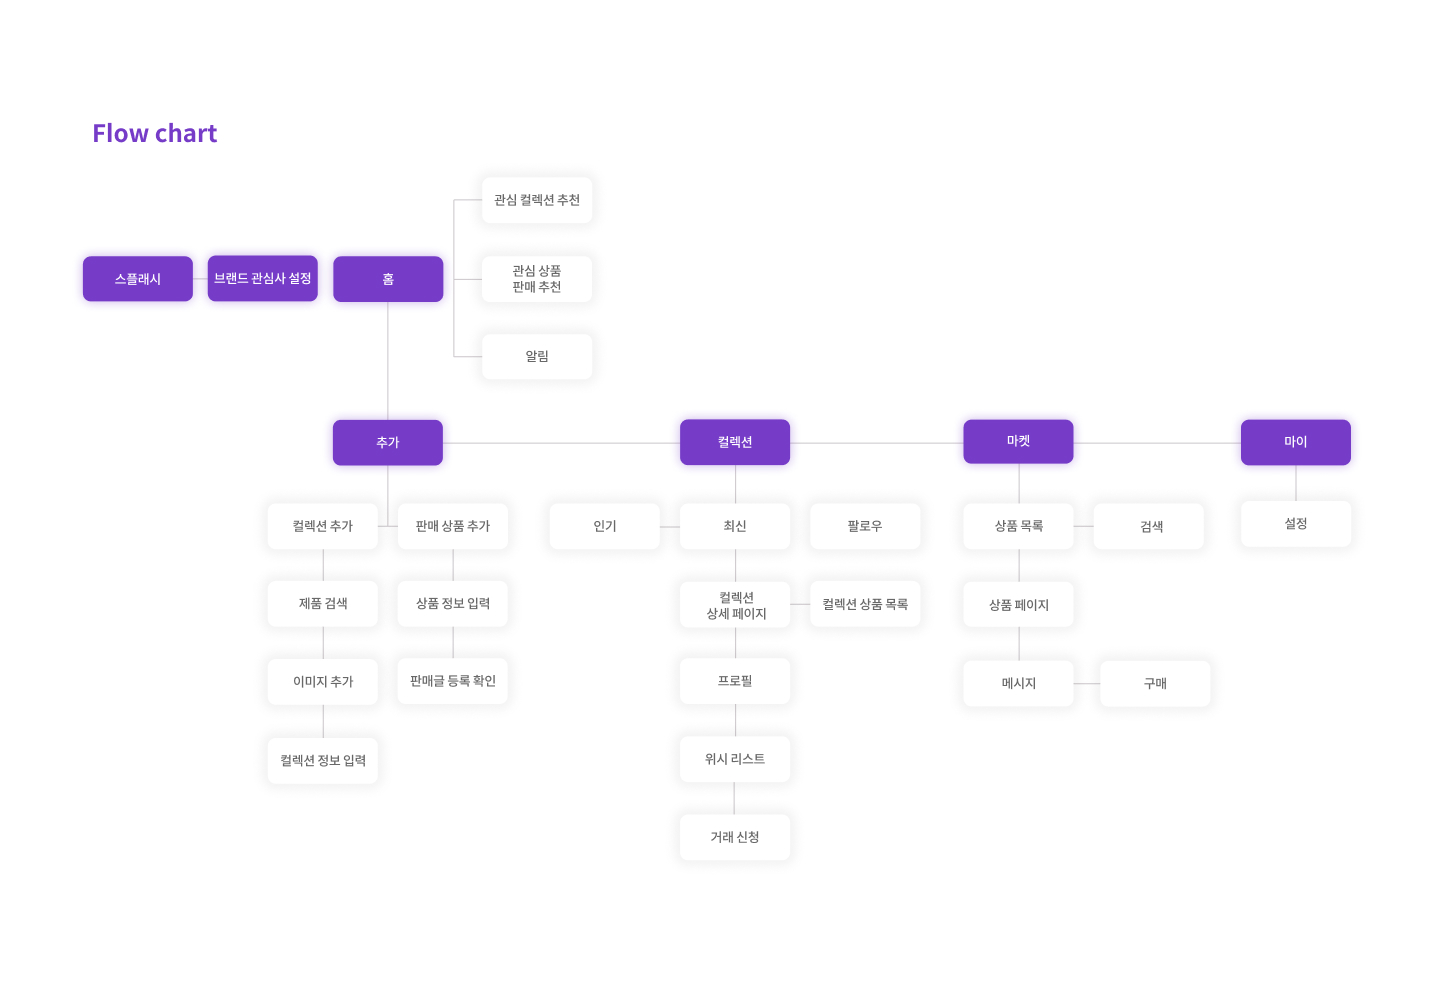 Flow chart
관심 컬렉션 추천
스플래시
브랜드 관심사 설정
홈
관심 상품
판매 추천
알림
추가
컬렉션
마켓
마이
컬렉션 추가
판매 상품 추가
인기
최신
팔로우
상품 목록
검색
설정
제품 검색
상품 정보 입력
컬렉션
상세 페이지
컬렉션 상품 목록
상품 페이지
이미지 추가
판매글 등록 확인
프로필
메시지
구매
컬렉션 정보 입력
위시 리스트
거래 신청